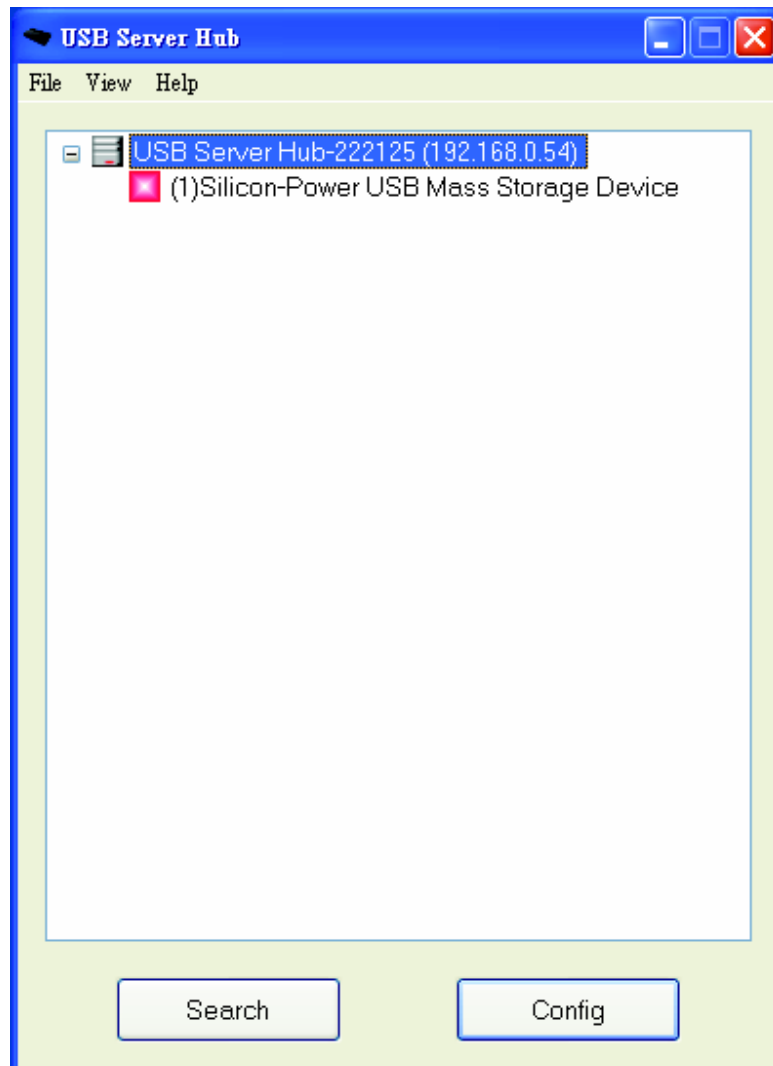 USB Server Hub
File View Help
USB Server Hub-222125 (192.168.0.54)
(1)Silicon-Power USB Mass Storage Device
Search Config